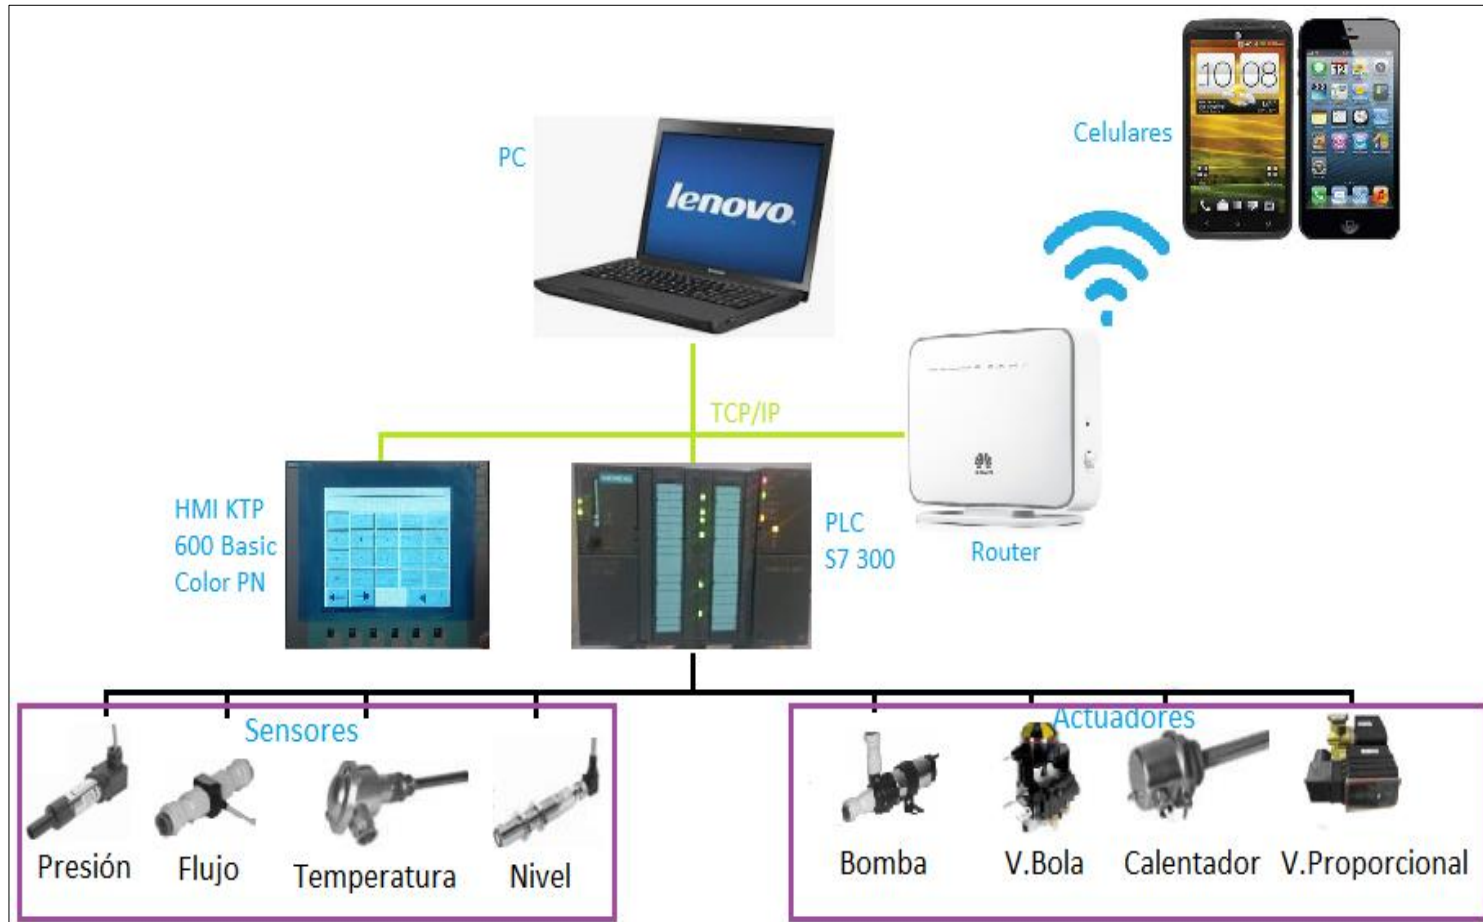 Celulares
10 08
PC
lenovo
TCP/IP
HMI KTP
600 Basic
Color PN
SIEMENS
PLC
S7 300
Router
Sensores
Actuadores
Presión
Flujo
Temperatura
Nivel
Bomba
V.Bola
Calentador
V.Proporcional